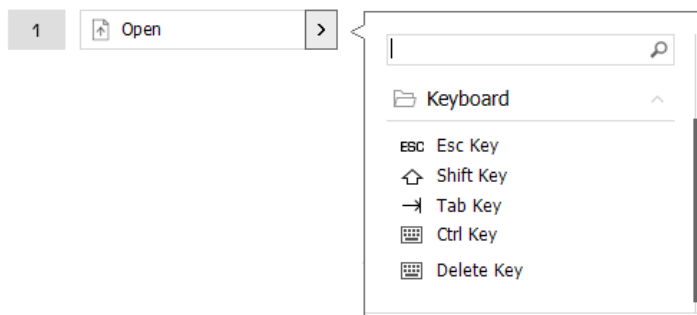 1
Open
Keyboard
ESC Esc Key
Shift Key
Tab Key
Ctrl Key
Delete Key